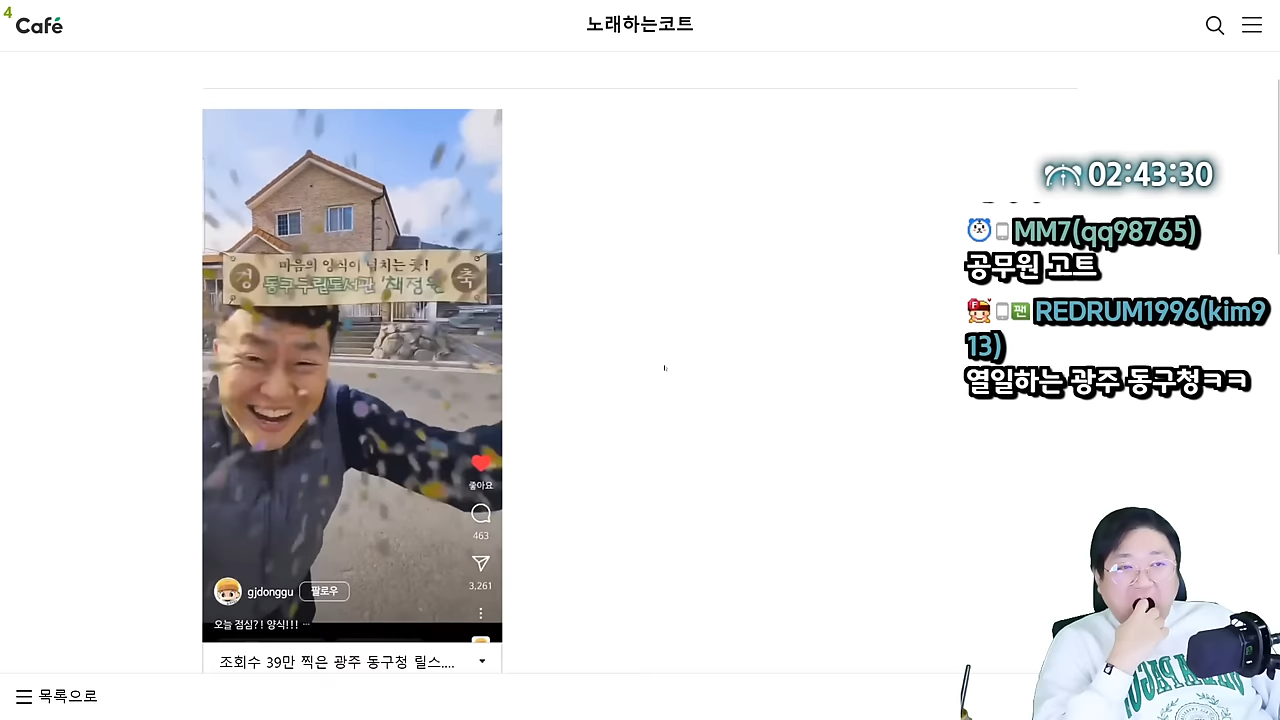 4
Café
노래하는코트
02:43:30
MM7(qq98765)
공무원 고트
팬
REDRUM1996(kim9
13)
열일하는 광주 동구청ㅋㅋ
마음의 양식이 넘치는 곳!
경
동구 두림도서관 '책정원
축
좋아요
463
3,261
gjdonggu
팔로우
오늘 점심?! 양식!!! ···
조회수 39만 찍은 광주 동구청 릴스....
목록으로